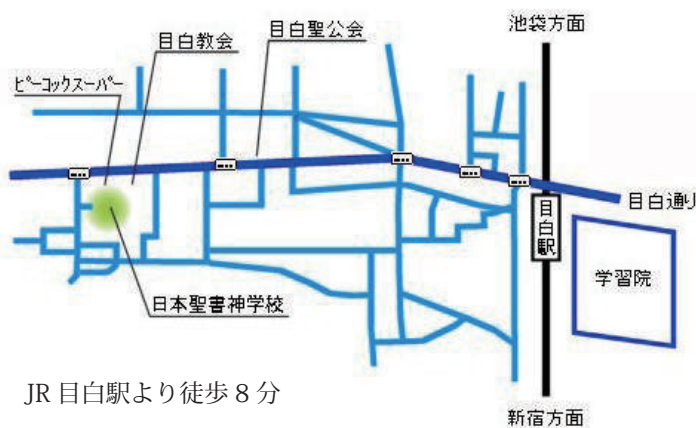 池袋方面
目白聖公会
目白教会
ピーコックスーパー
目白通り
目白駅
学習院
日本聖書神学校
JR 目白駅より徒歩 8 分
新宿方面